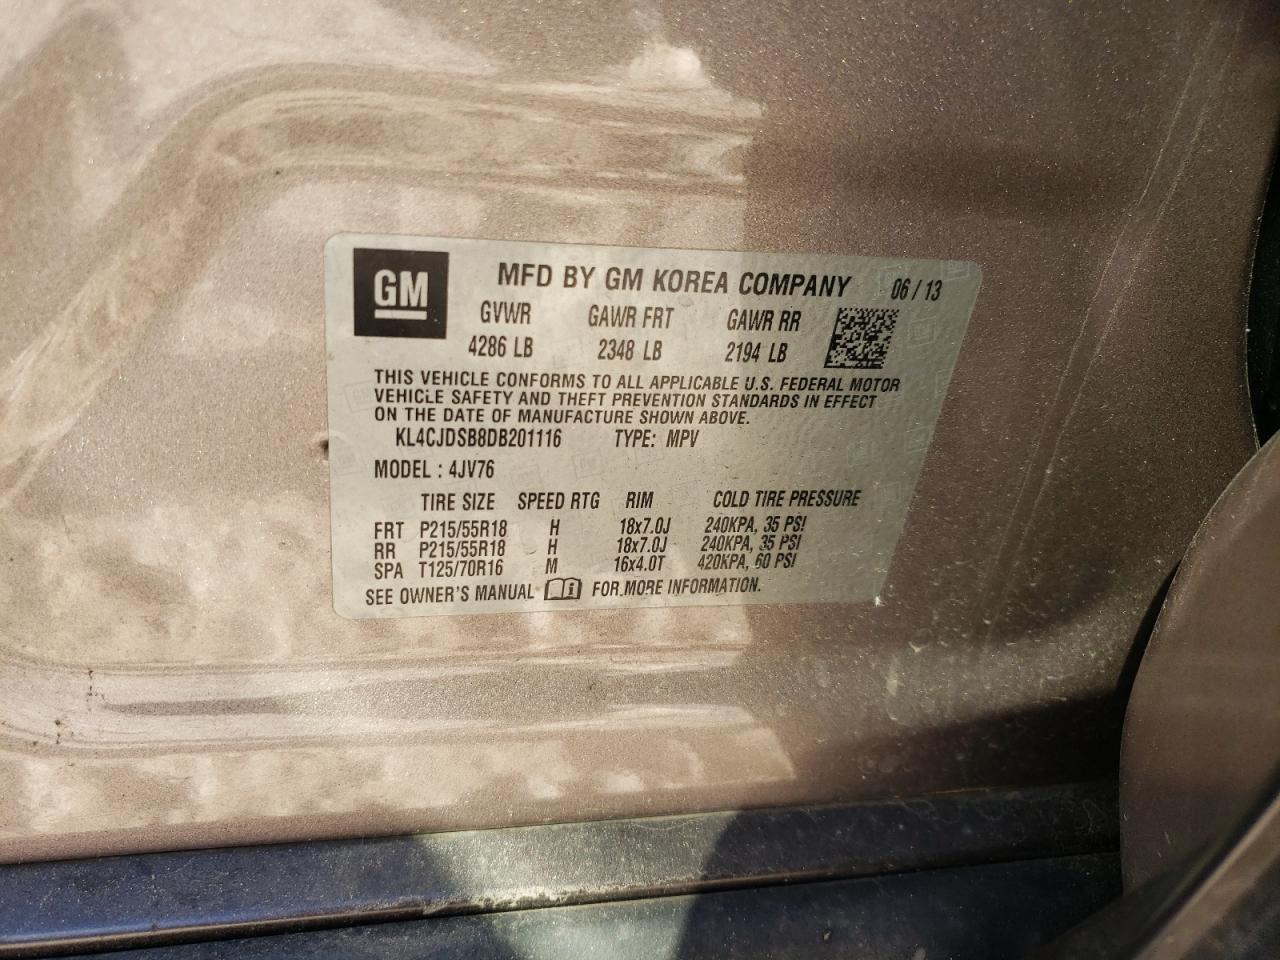 GM
MFD BY GM KOREA COMPANY 06 / 13
GVWR GAWR FRT GAWR RR
4286 LB 2348 LB 2194 LB
THIS VEHICLE CONFORMS TO ALL APPLICABLE U.S. FEDERAL MOTOR
VEHICLE SAFETY AND THEFT PREVENTION STANDARDS IN EFFECT
ON THE DATE OF MANUFACTURE SHOWN ABOVE.
KL4CJDSB8DB201116 TYPE: MPV
MODEL : 4JV76
TIRE SIZE SPEED RTG RIM COLD TIRE PRESSURE
FRT P215/55R18 H 18x7.0J 240KPA, 35 PSI
RR P215/55R18 H 18x7.0J 240KPA, 35 PSI
SPA T125/70R16 M 16x4.0T 420KPA, 60 PSI
SEE OWNER'S MANUAL FOR MORE INFORMATION.